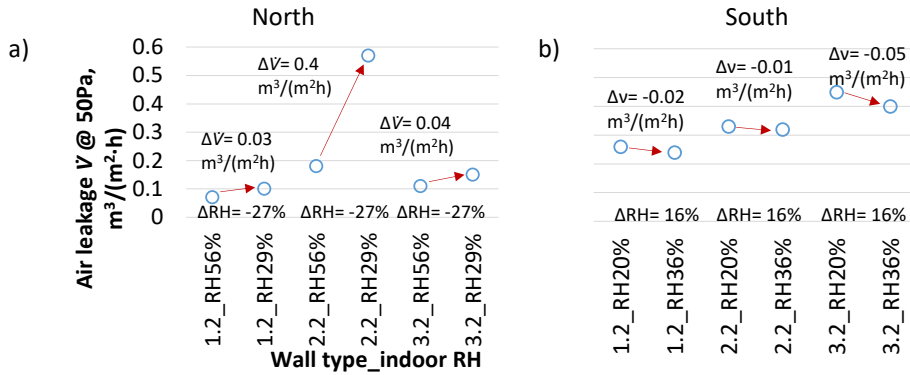 North
South
a)
b)
Air leakage V̇ @ 50Pa,
m³/(m²·h)
0.6
0.5
0.4
0.3
0.2
0.1
0
ΔV̇ = 0.03
m³/(m²h)
ΔV̇ = 0.4
m³/(m²h)
ΔV̇ = 0.04
m³/(m²h)
ΔRH= -27%
ΔRH= -27%
ΔRH= -27%
1.2_RH56%
1.2_RH29%
2.2_RH56%
2.2_RH29%
3.2_RH56%
3.2_RH29%
Wall type_indoor RH
Δv= -0.02
m³/(m²h)
Δv= -0.01
m³/(m²h)
Δv= -0.05
m³/(m²h)
ΔRH= 16%
ΔRH= 16%
ΔRH= 16%
1.2_RH20%
1.2_RH36%
2.2_RH20%
2.2_RH36%
3.2_RH20%
3.2_RH36%